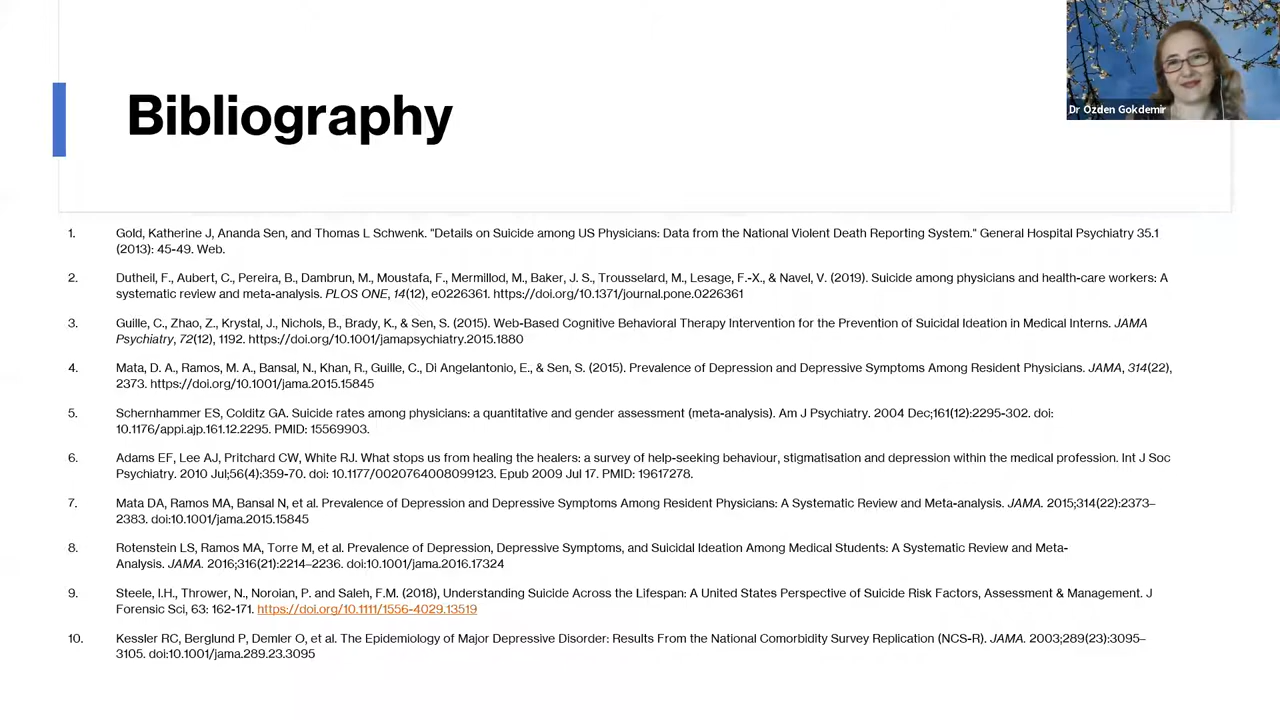 Bibliography
Dr Özden Gokdemir
1. Gold, Katherine J, Ananda Sen, and Thomas L Schwenk. "Details on Suicide among US Physicians: Data from the National Violent Death Reporting System." General Hospital Psychiatry 35.1
(2013): 45-49. Web.
2. Dutheil, F., Aubert, C., Pereira, B., Dambrun, M., Moustafa, F., Mermillod, M., Baker, J. S., Trousselard, M., Lesage, F.-X., & Navel, V. (2019). Suicide among physicians and health-care workers: A
systematic review and meta-analysis. PLOS ONE, 14(12), e0226361. https://doi.org/10.1371/journal.pone.0226361
3. Guille, C., Zhao, Z., Krystal, J., Nichols, B., Brady, K., & Sen, S. (2015). Web-Based Cognitive Behavioral Therapy Intervention for the Prevention of Suicidal Ideation in Medical Interns. JAMA
Psychiatry, 72(12), 1192. https://doi.org/10.1001/jamapsychiatry.2015.1880
4. Mata, D. A., Ramos, M. A., Bansal, N., Khan, R., Guille, C., Di Angelantonio, E., & Sen, S. (2015). Prevalence of Depression and Depressive Symptoms Among Resident Physicians. JAMA, 314(22),
2373. https://doi.org/10.1001/jama.2015.15845
5. Schernhammer ES, Colditz GA. Suicide rates among physicians: a quantitative and gender assessment (meta-analysis). Am J Psychiatry. 2004 Dec;161(12):2295-302. doi:
10.1176/appi.ajp.161.12.2295. PMID: 15569903.
6. Adams EF, Lee AJ, Pritchard CW, White RJ. What stops us from healing the healers: a survey of help-seeking behaviour, stigmatisation and depression within the medical profession. Int J Soc
Psychiatry. 2010 Jul;56(4):359-70. doi: 10.1177/0020764008099123. Epub 2009 Jul 17. PMID: 19617278.
7. Mata DA, Ramos MA, Bansal N, et al. Prevalence of Depression and Depressive Symptoms Among Resident Physicians: A Systematic Review and Meta-analysis. JAMA. 2015;314(22):2373–
2383. doi:10.1001/jama.2015.15845
8. Rotenstein LS, Ramos MA, Torre M, et al. Prevalence of Depression, Depressive Symptoms, and Suicidal Ideation Among Medical Students: A Systematic Review and Meta-
Analysis. JAMA. 2016;316(21):2214–2236. doi:10.1001/jama.2016.17324
9. Steele, I.H., Thrower, N., Noroian, P. and Saleh, F.M. (2018), Understanding Suicide Across the Lifespan: A United States Perspective of Suicide Risk Factors, Assessment & Management. J
Forensic Sci, 63: 162-171. https://doi.org/10.1111/1556-4029.13519
10. Kessler RC, Berglund P, Demler O, et al. The Epidemiology of Major Depressive Disorder: Results From the National Comorbidity Survey Replication (NCS-R). JAMA. 2003;289(23):3095–
3105. doi:10.1001/jama.289.23.3095